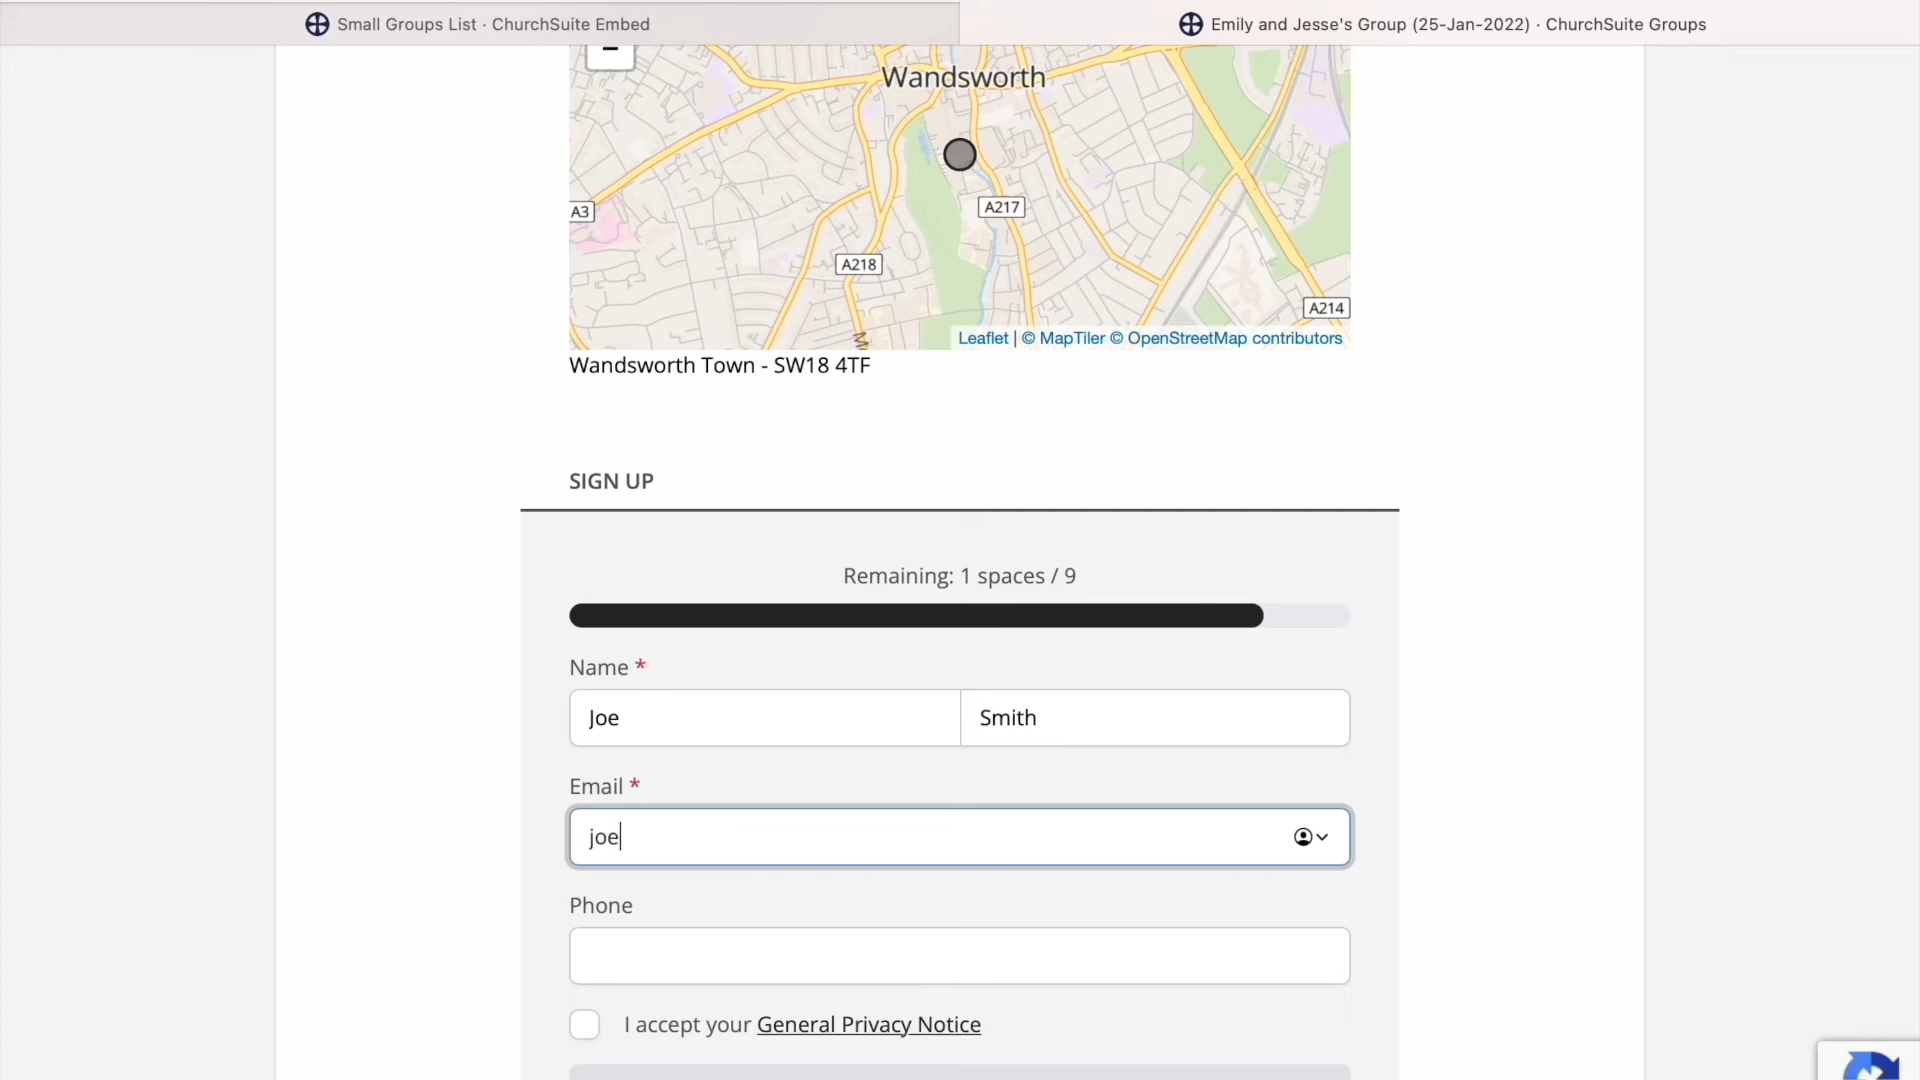 Small Groups List · ChurchSuite Embed
Emily and Jesse's Group (25-Jan-2022) · ChurchSuite Groups
Wandsworth
A3
A217
A218
A214
Leaflet | © MapTiler © OpenStreetMap contributors
Wandsworth Town - SW18 4TF
SIGN UP
Remaining: 1 spaces / 9
Name *
Joe
Smith
Email *
joe
Phone
I accept your General Privacy Notice